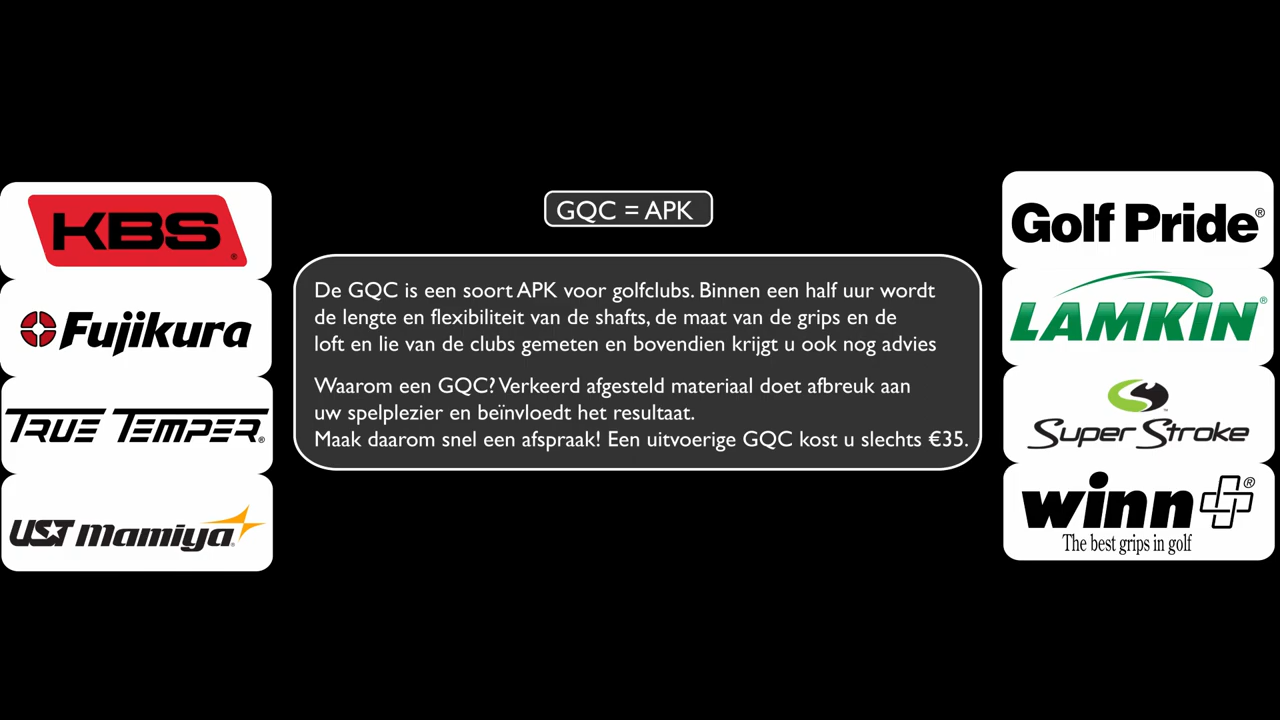 KBS
Fujikura
TRUE TEMPER®
UST Mamiya®
GQC = APK
De GQC is een soort APK voor golfclubs. Binnen een half uur wordt
de lengte en flexibiliteit van de shafts, de maat van de grips en de
loft en lie van de clubs gemeten en bovendien krijgt u ook nog advies
Waarom een GQC? Verkeerd afgesteld materiaal doet afbreuk aan
uw spelplezier en beïnvloedt het resultaat.
Maak daarom snel een afspraak! Een uitvoerige GQC kost u slechts €35.
Golf Pride®
LAMKIN®
Super Stroke
winn®
The best grips in golf